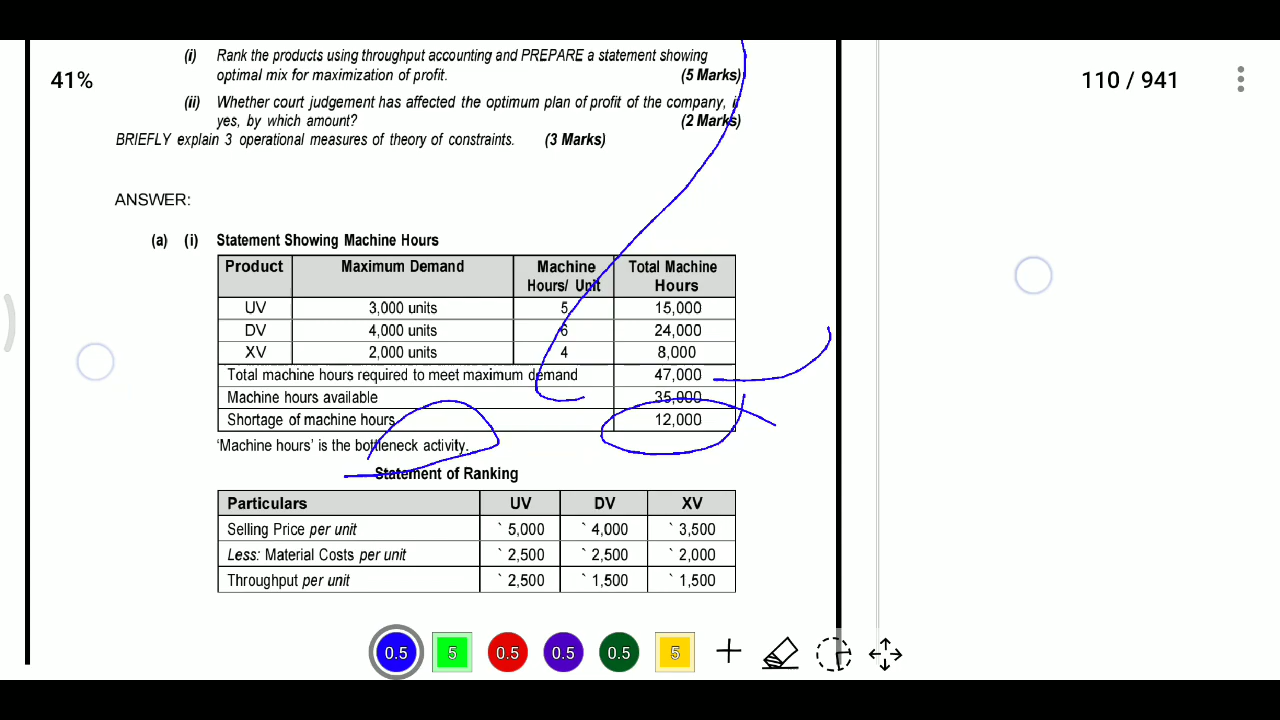 (i) Rank the products using throughput accounting and PREPARE a statement showing
optimal mix for maximization of profit. (5 Marks)
41%
110 / 941
(ii) Whether court judgement has affected the optimum plan of profit of the company, if
yes, by which amount? (2 Marks)
BRIEFLY explain 3 operational measures of theory of constraints. (3 Marks)
ANSWER:
(a) (i) Statement Showing Machine Hours
Product Maximum Demand Machine Hours/ Unit Total Machine Hours
UV 3,000 units 5 15,000
DV 4,000 units 6 24,000
XV 2,000 units 4 8,000
Total machine hours required to meet maximum demand 47,000
Machine hours available 35,000
Shortage of machine hours 12,000
'Machine hours' is the bottleneck activity.
Statement of Ranking
Particulars UV DV XV
Selling Price per unit ` 5,000 ` 4,000 ` 3,500
Less: Material Costs per unit ` 2,500 ` 2,500 ` 2,000
Throughput per unit ` 2,500 ` 1,500 ` 1,500
0.5 5 0.5 0.5 0.5 5